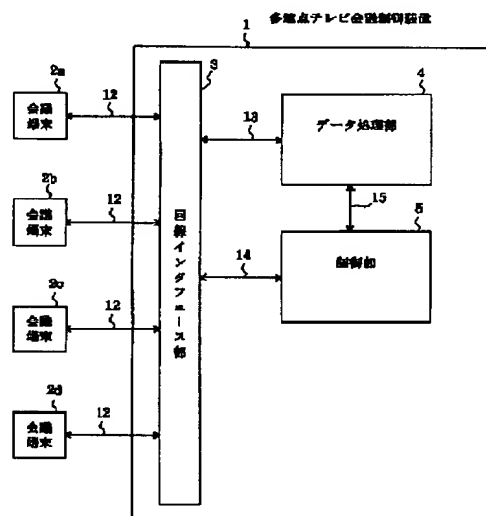 多地点テレビ会議制御装置
1
2a
会議
端末
12
3
回線インタフェース部
13
4
データ処理部
15
2b
会議
端末
12
14
5
制御部
2c
会議
端末
12
2d
会議
端末
12